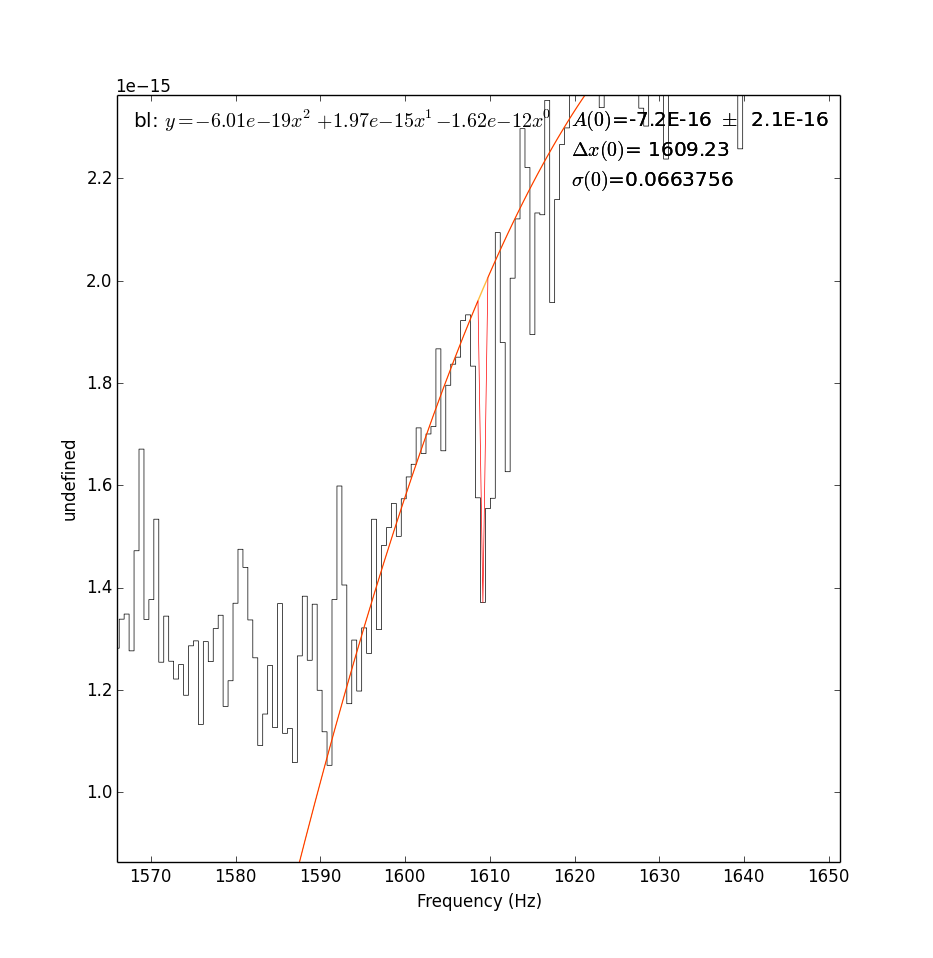 1e−15
bl: y=−6.01e−19x² +1.97e−15x¹ −1.62e−12x⁰
A(0)=-7.2E-16 ± 2.1E-16
Δx(0)= 1609.23
σ(0)=0.0663756
2.2
2.0
1.8
1.6
1.4
1.2
1.0
undefined
1570 1580 1590 1600 1610 1620 1630 1640 1650
Frequency (Hz)